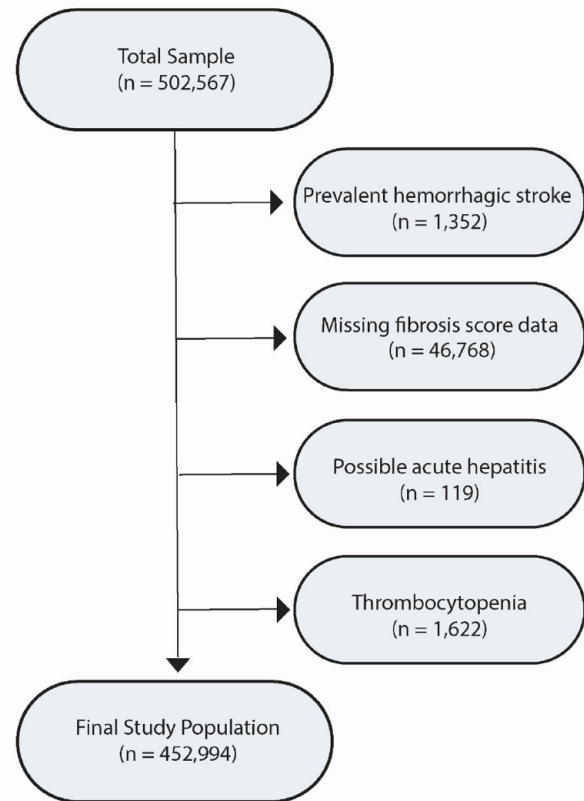 Total Sample
(n = 502,567)
Prevalent hemorrhagic stroke
(n = 1,352)
Missing fibrosis score data
(n = 46,768)
Possible acute hepatitis
(n = 119)
Thrombocytopenia
(n = 1,622)
Final Study Population
(n = 452,994)